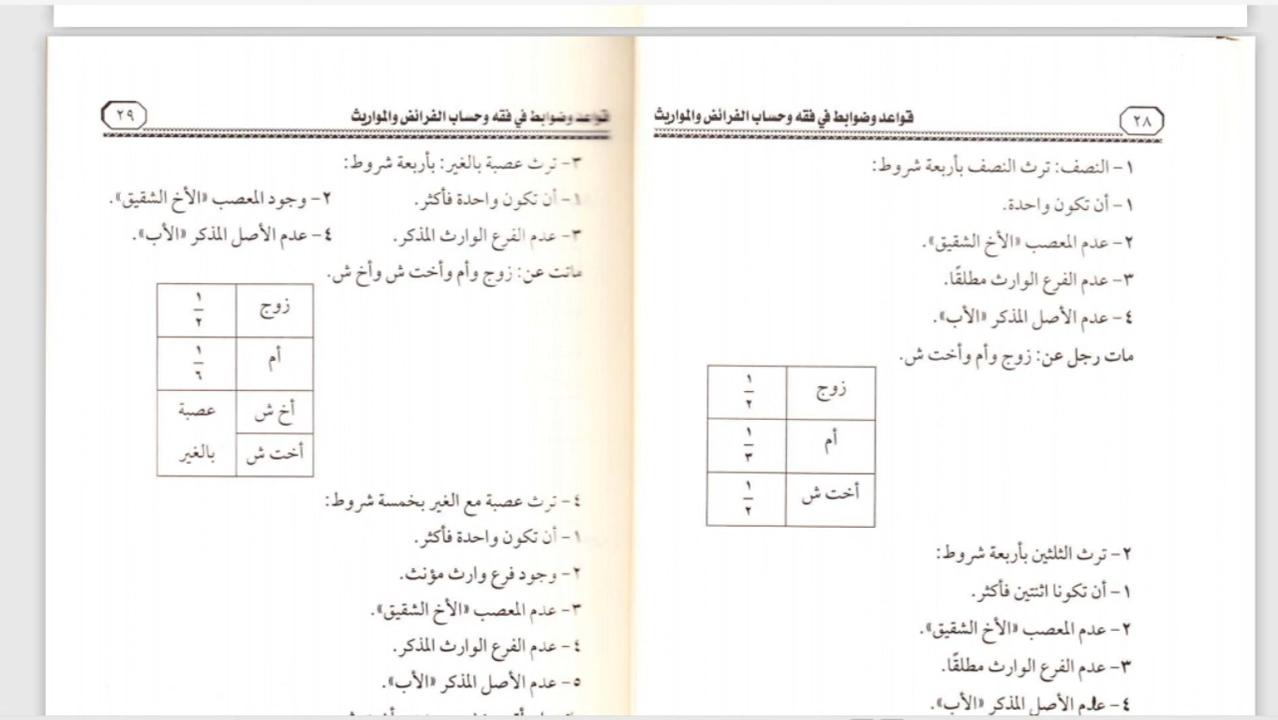 ٢٨
قواعد وضوابط في فقه وحساب الفرائض والمواريث
١- النصف: ترث النصف بأربعة شروط:
١- أن تكون واحدة.
٢- عدم المعصب «الأخ الشقيق».
٣- عدم الفرع الوارث مطلقًا.
٤- عدم الأصل المذكر «الأب».
مات رجل عن: زوج وأم وأخت ش.
زوج ١/٢
أم ١/٣
أخت ش ١/٢
٢- ترث الثلثين بأربعة شروط:
١- أن تكونا اثنتين فأكثر.
٢- عدم المعصب «الأخ الشقيق».
٣- عدم الفرع الوارث مطلقًا.
٤- علم الأصل المذكر «الأب».
قواعد وضوابط في فقه وحساب الفرائض والمواريث
٢٩
٣- ترث عصبة بالغير: بأربعة شروط:
١- أن تكون واحدة فأكثر. ٢- وجود المعصب «الأخ الشقيق».
٣- عدم الفرع الوارث المذكر. ٤- عدم الأصل المذكر «الأب».
ماتت عن: زوج وأم وأخت ش وأخ ش.
زوج ١/٢
أم ١/٦
أخ ش عصبة
أخت ش بالغير
٤- ترث عصبة مع الغير بخمسة شروط:
١- أن تكون واحدة فأكثر.
٢- وجود فرع وارث مؤنث.
٣- عدم المعصب «الأخ الشقيق».
٤- عدم الفرع الوارث المذكر.
٥- عدم الأصل المذكر «الأب».